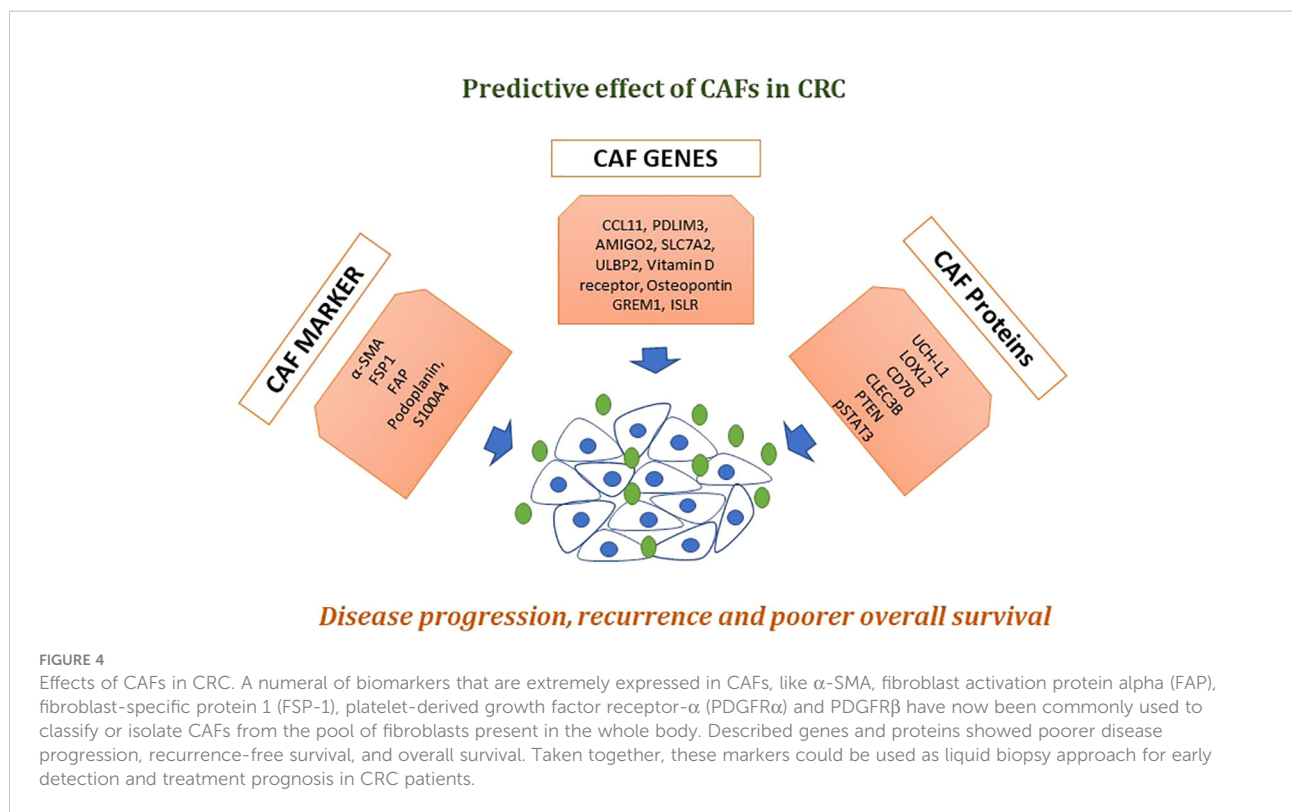 Predictive effect of CAFs in CRC
CAF GENES
CCL11, PDLIM3,
AMIGO2, SLC7A2,
ULBP2, Vitamin D
receptor, Osteopontin
GREM1, ISLR
CAF MARKER
α-SMA
FSP1
FAP
Podoplanin,
S100A4
CAF Proteins
UCH-L1
LOXL2
CD70
CLEC3B
PTEN
pSTAT3
Disease progression, recurrence and poorer overall survival
FIGURE 4
Effects of CAFs in CRC. A numeral of biomarkers that are extremely expressed in CAFs, like α-SMA, fibroblast activation protein alpha (FAP),
fibroblast-specific protein 1 (FSP-1), platelet-derived growth factor receptor-α (PDGFRα) and PDGFRβ have now been commonly used to
classify or isolate CAFs from the pool of fibroblasts present in the whole body. Described genes and proteins showed poorer disease
progression, recurrence-free survival, and overall survival. Taken together, these markers could be used as liquid biopsy approach for early
detection and treatment prognosis in CRC patients.